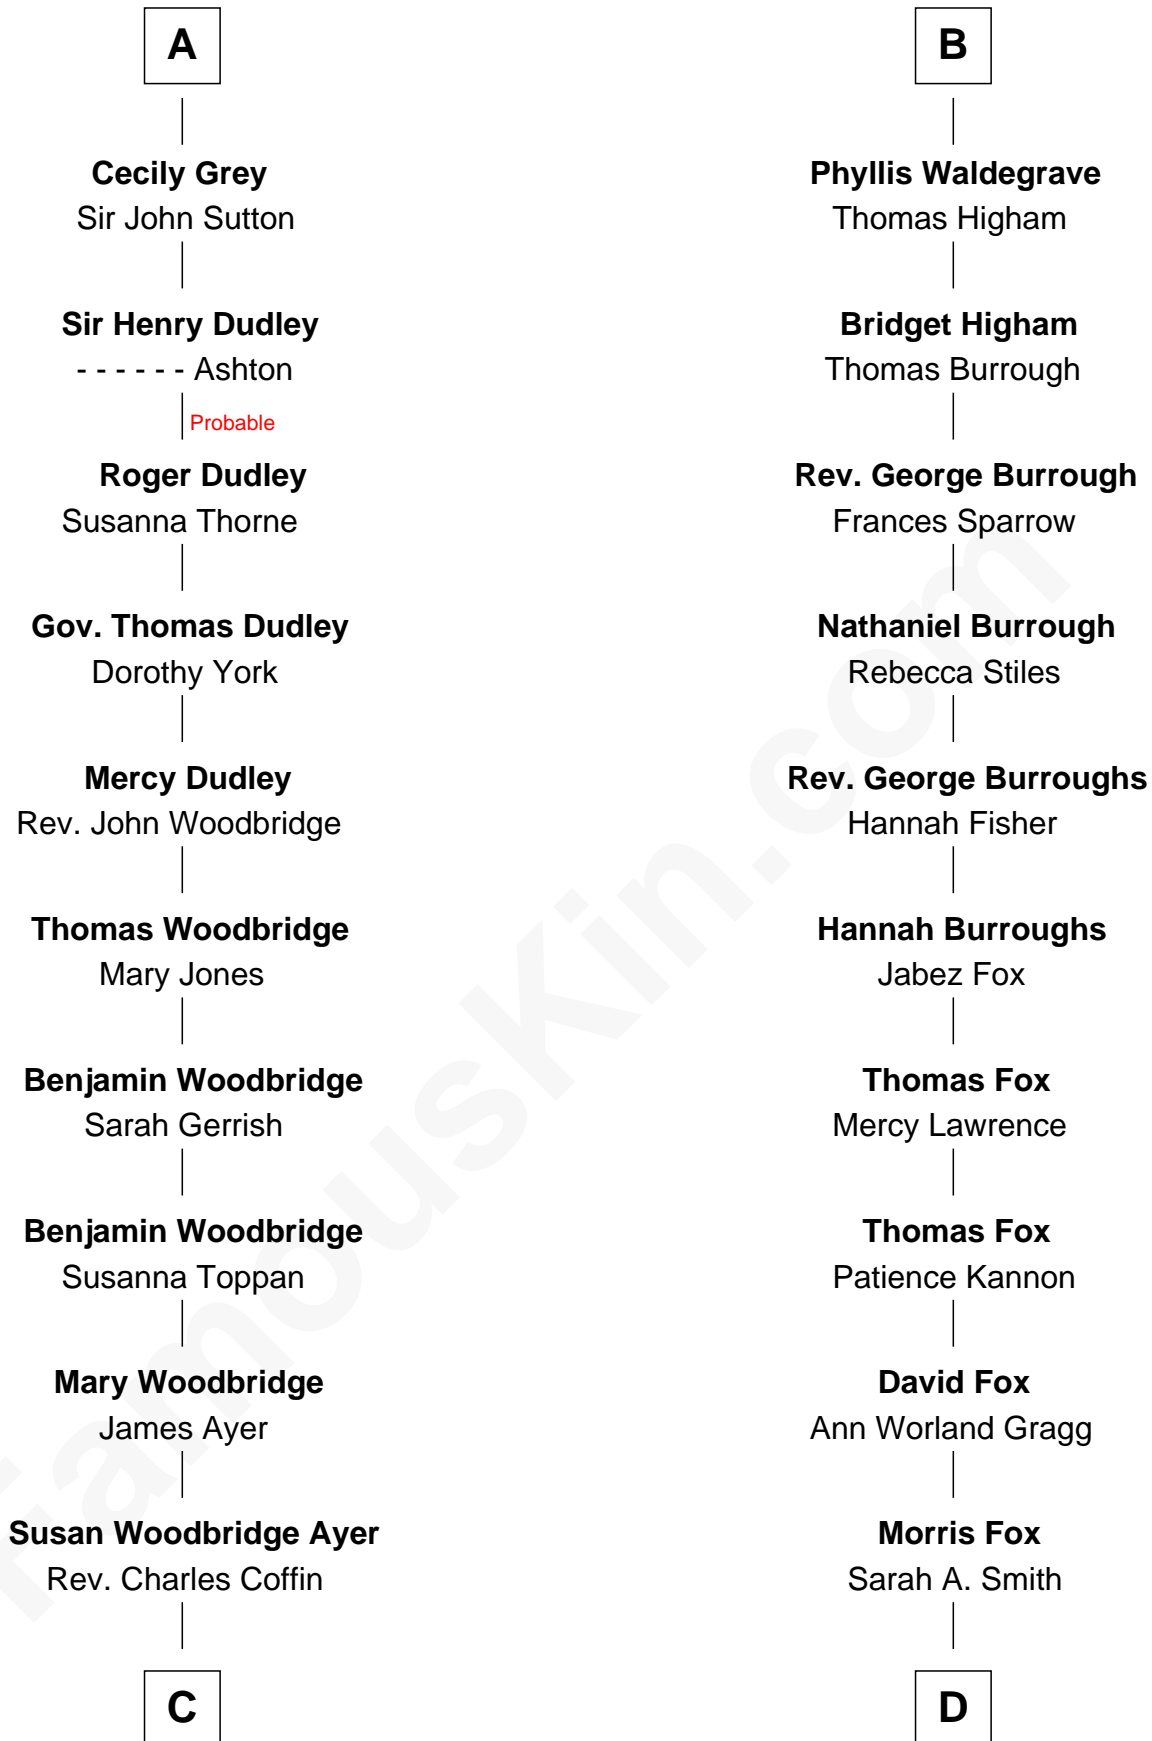 A
Cecily Grey
Sir John Sutton
Sir Henry Dudley
- - - - - - Ashton
Probable
Roger Dudley
Susanna Thorne
Gov. Thomas Dudley
Dorothy York
Mercy Dudley
Rev. John Woodbridge
Thomas Woodbridge
Mary Jones
Benjamin Woodbridge
Sarah Gerrish
Benjamin Woodbridge
Susanna Toppan
Mary Woodbridge
James Ayer
Susan Woodbridge Ayer
Rev. Charles Coffin
C
B
Phyllis Waldegrave
Thomas Higham
Bridget Higham
Thomas Burrough
Rev. George Burrough
Frances Sparrow
Nathaniel Burrough
Rebecca Stiles
Rev. George Burroughs
Hannah Fisher
Hannah Burroughs
Jabez Fox
Thomas Fox
Mercy Lawrence
Thomas Fox
Patience Kannon
David Fox
Ann Worland Gragg
Morris Fox
Sarah A. Smith
D
FamousKin.com